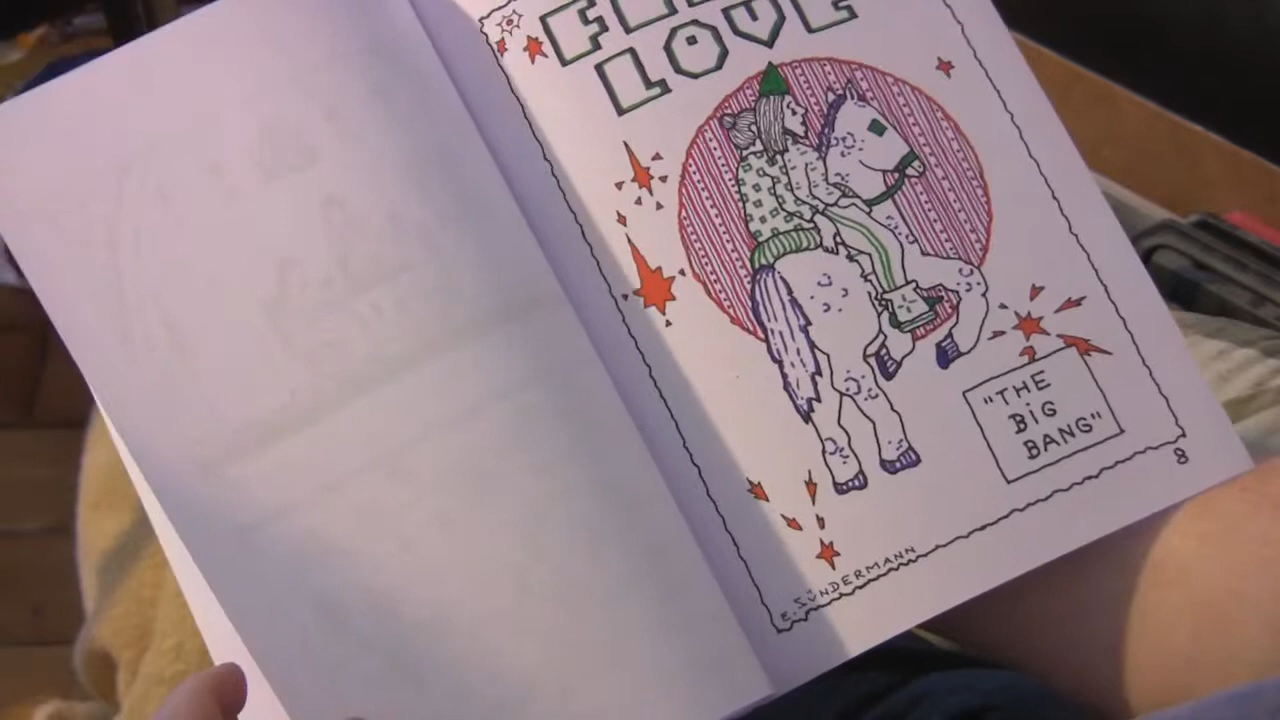 LOVE
"THE
BiG
BANG"
8
E. SÜNDERMANN